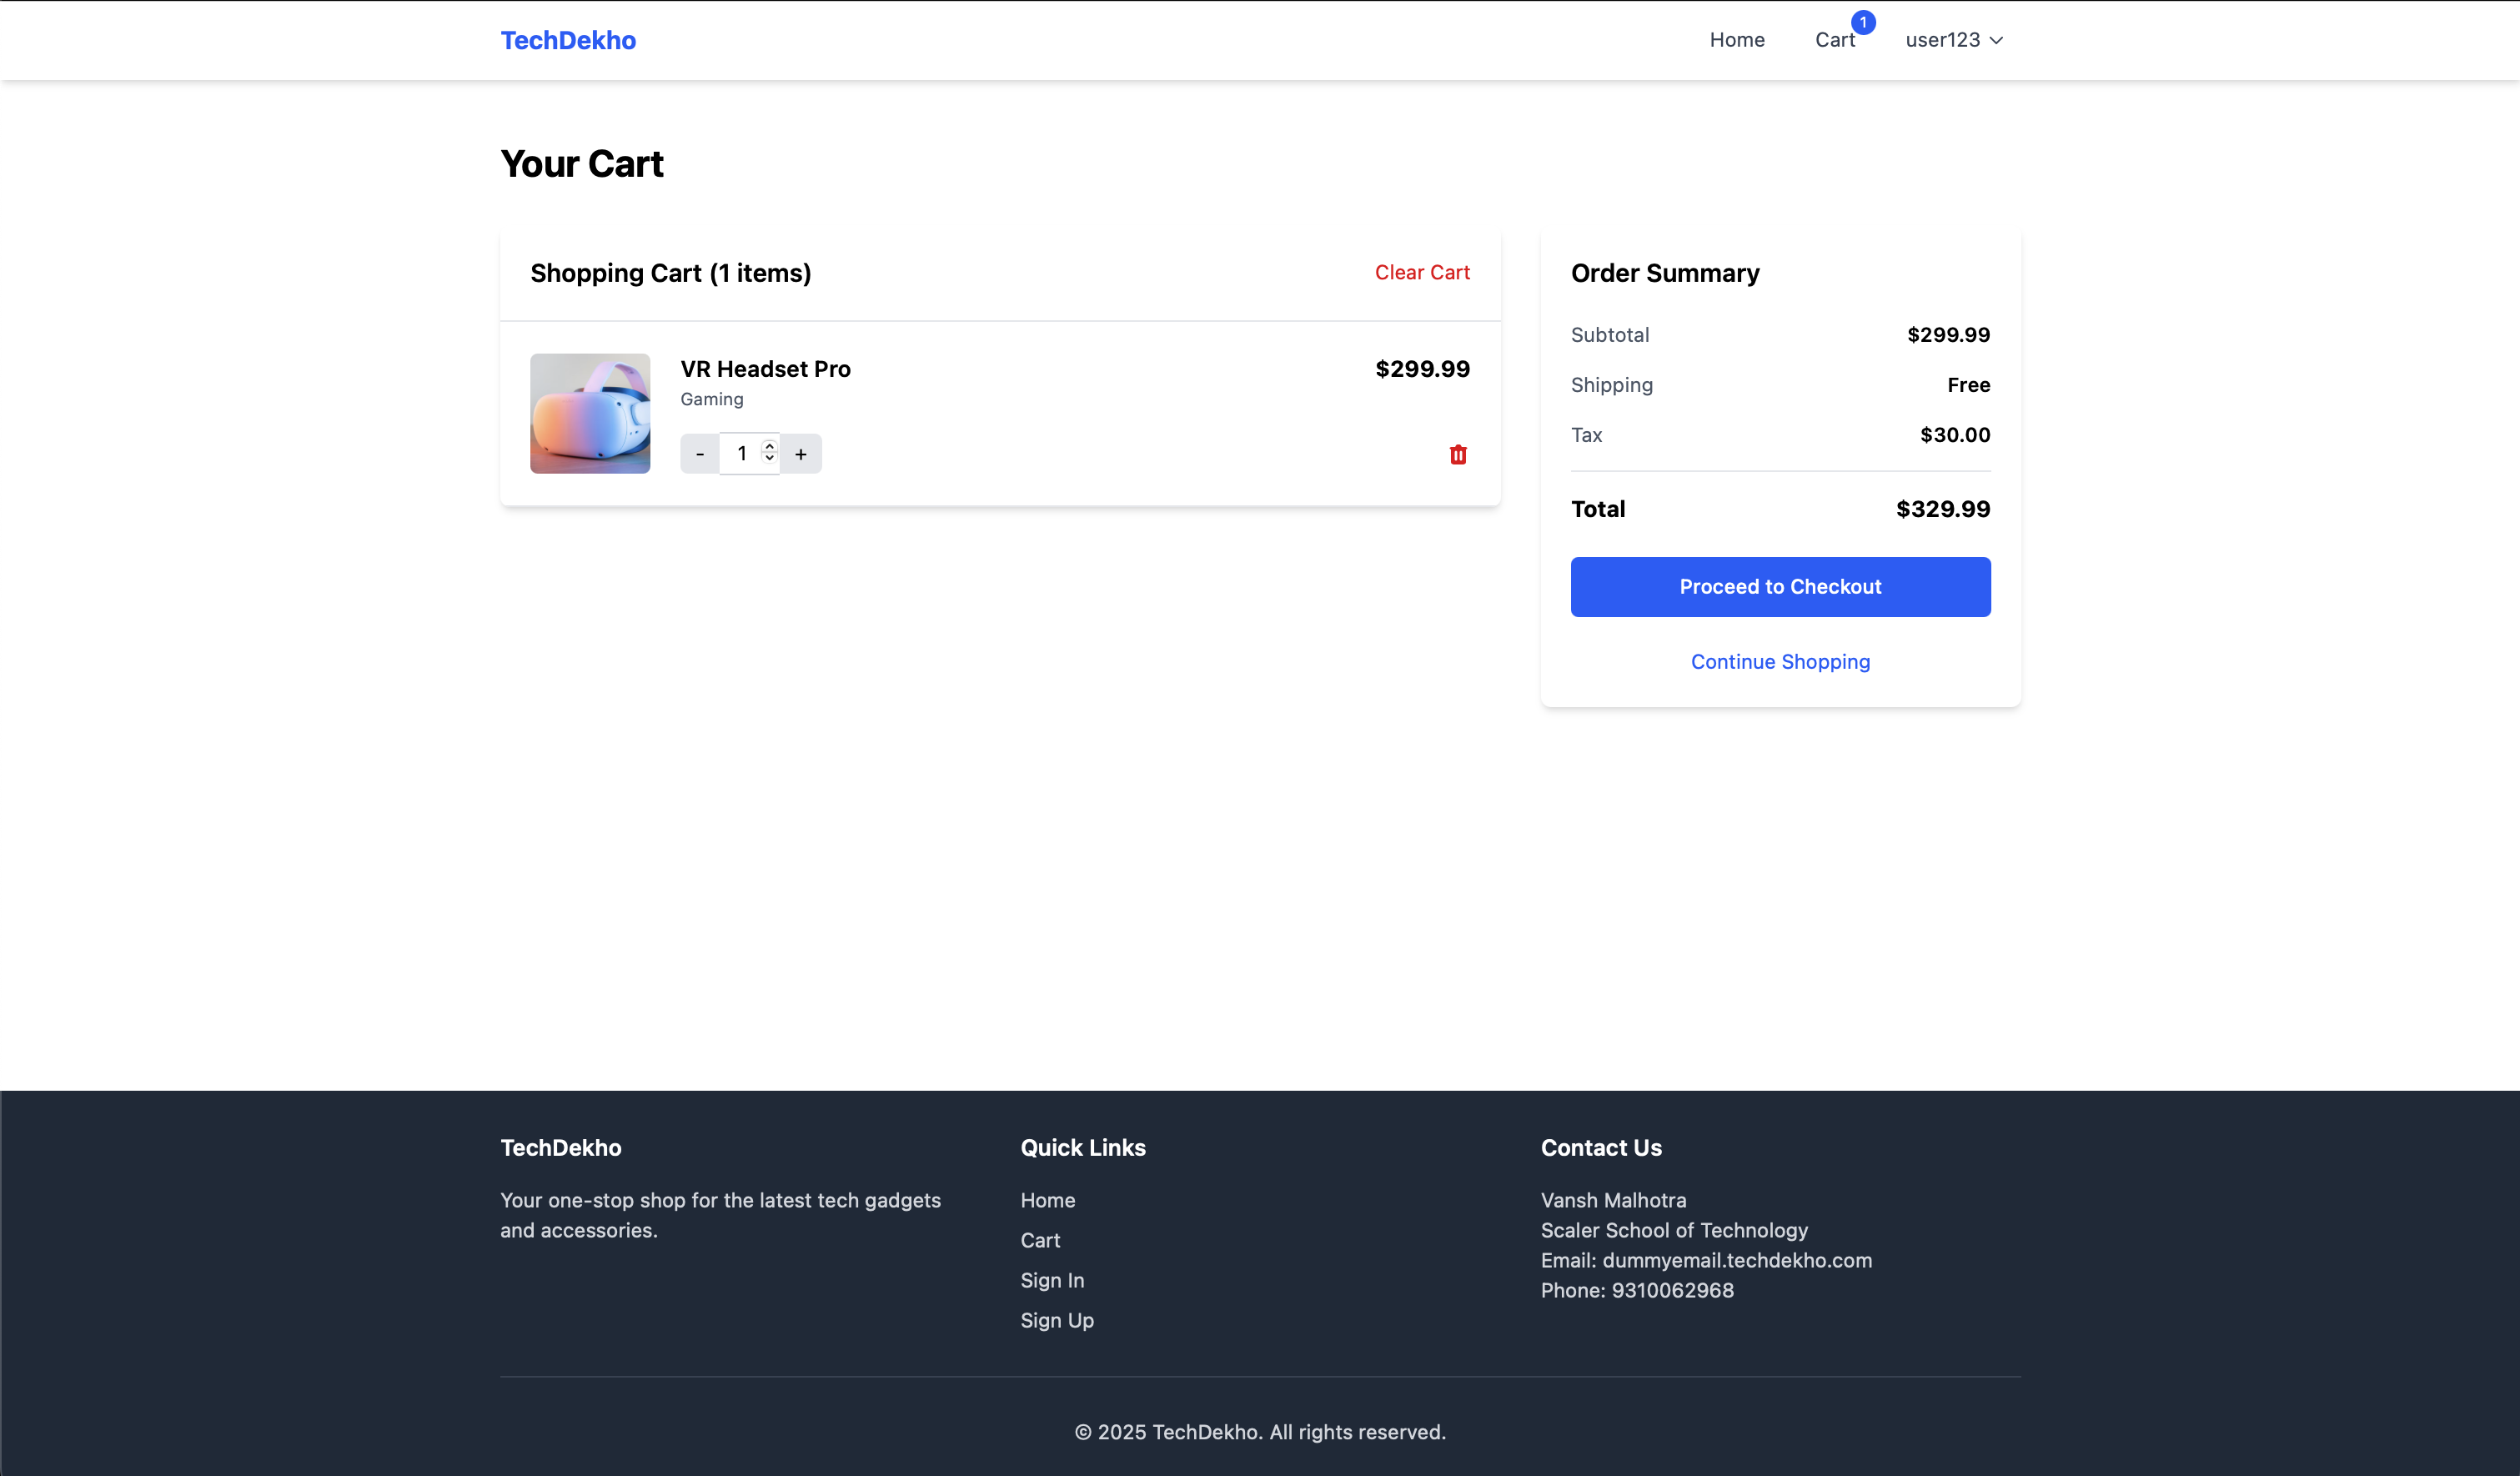 TechDekho
Home
Cart
1
user123
Your Cart
Shopping Cart (1 items)
Clear Cart
VR Headset Pro
$299.99
Gaming
-
1
+
Order Summary
Subtotal
$299.99
Shipping
Free
Tax
$30.00
Total
$329.99
Proceed to Checkout
Continue Shopping
TechDekho
Your one-stop shop for the latest tech gadgets
and accessories.
Quick Links
Home
Cart
Sign In
Sign Up
Contact Us
Vansh Malhotra
Scaler School of Technology
Email: dummyemail.techdekho.com
Phone: 9310062968
© 2025 TechDekho. All rights reserved.